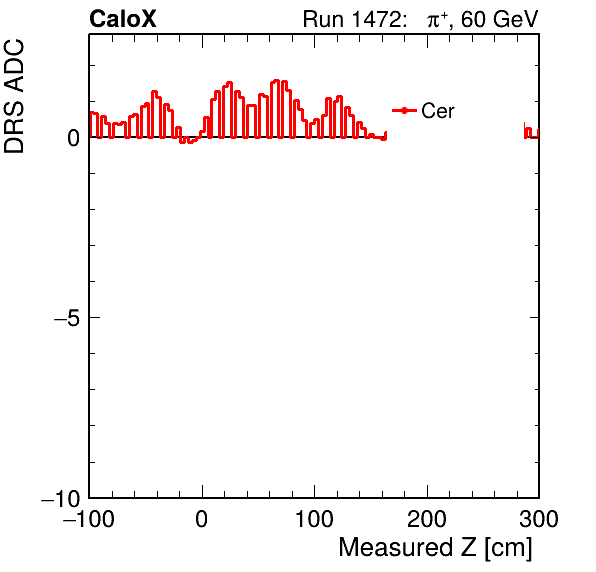 CaloX Run 1472: π⁺, 60 GeV
DRS ADC
Cer
0
−5
−10
−100 0 100 200 300
Measured Z [cm]